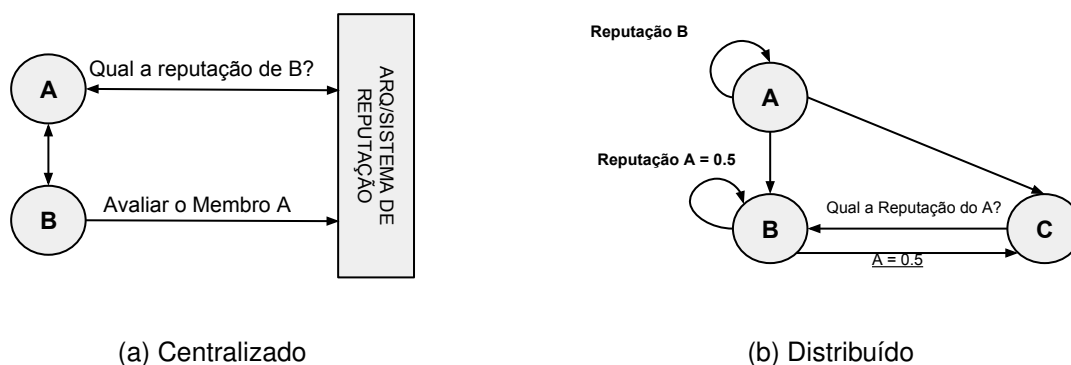 Qual a reputação de B?
A
ARQ/SISTEMA DE
REPUTAÇÃO
B
Avaliar o Membro A
(a) Centralizado
Reputação B
A
Reputação A = 0.5
B
Qual a Reputação do A?
C
A = 0.5
(b) Distribuído